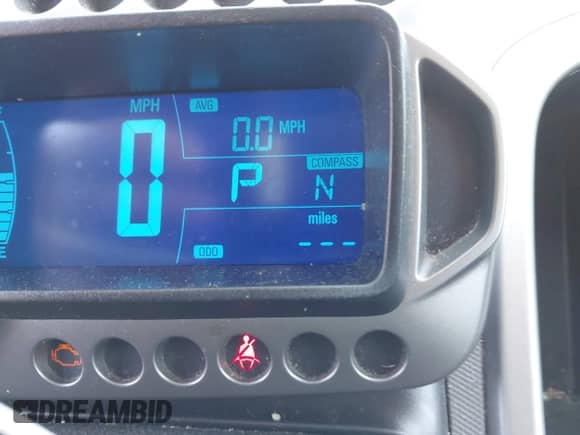 MPH
AVG
0
0.0 MPH
COMPASS
P
N
miles
ODO
---
DREAMBID